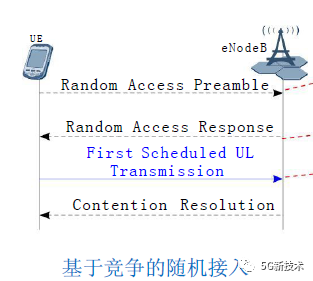 UE
eNodeB
Random Access Preamble
Random Access Response
First Scheduled UL
Transmission
Contention Resolution
基于竞争的随机接入
5G新技术